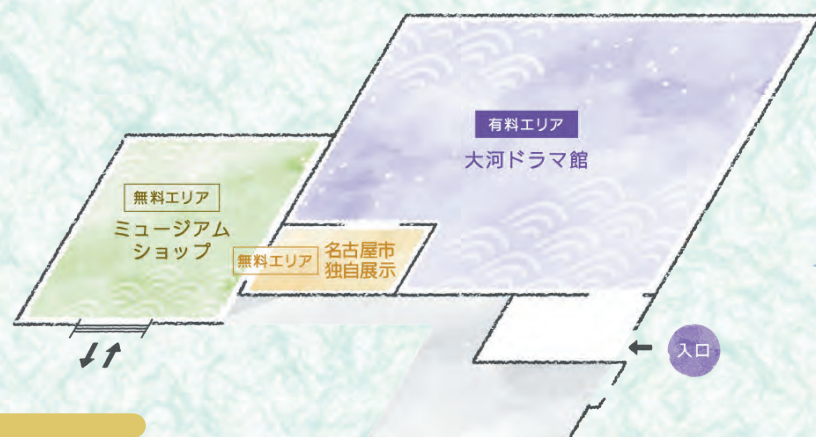 有料エリア
大河ドラマ館
無料エリア
ミュージアム
ショップ
無料エリア
名古屋市
独自展示
入口